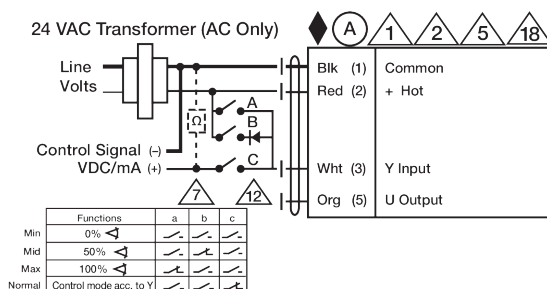 24 VAC Transformer (AC Only)
A 1 2 5 18
Line
Volts
Blk (1) Common
Red (2) + Hot
A
Ω
B
Control Signal (–)
VDC/mA (+)
C
Wht (3) Y Input
7 12
Org (5) U Output
Functions a b c
Min 0%
Mid 50%
Max 100%
Normal Control mode acc. to Y